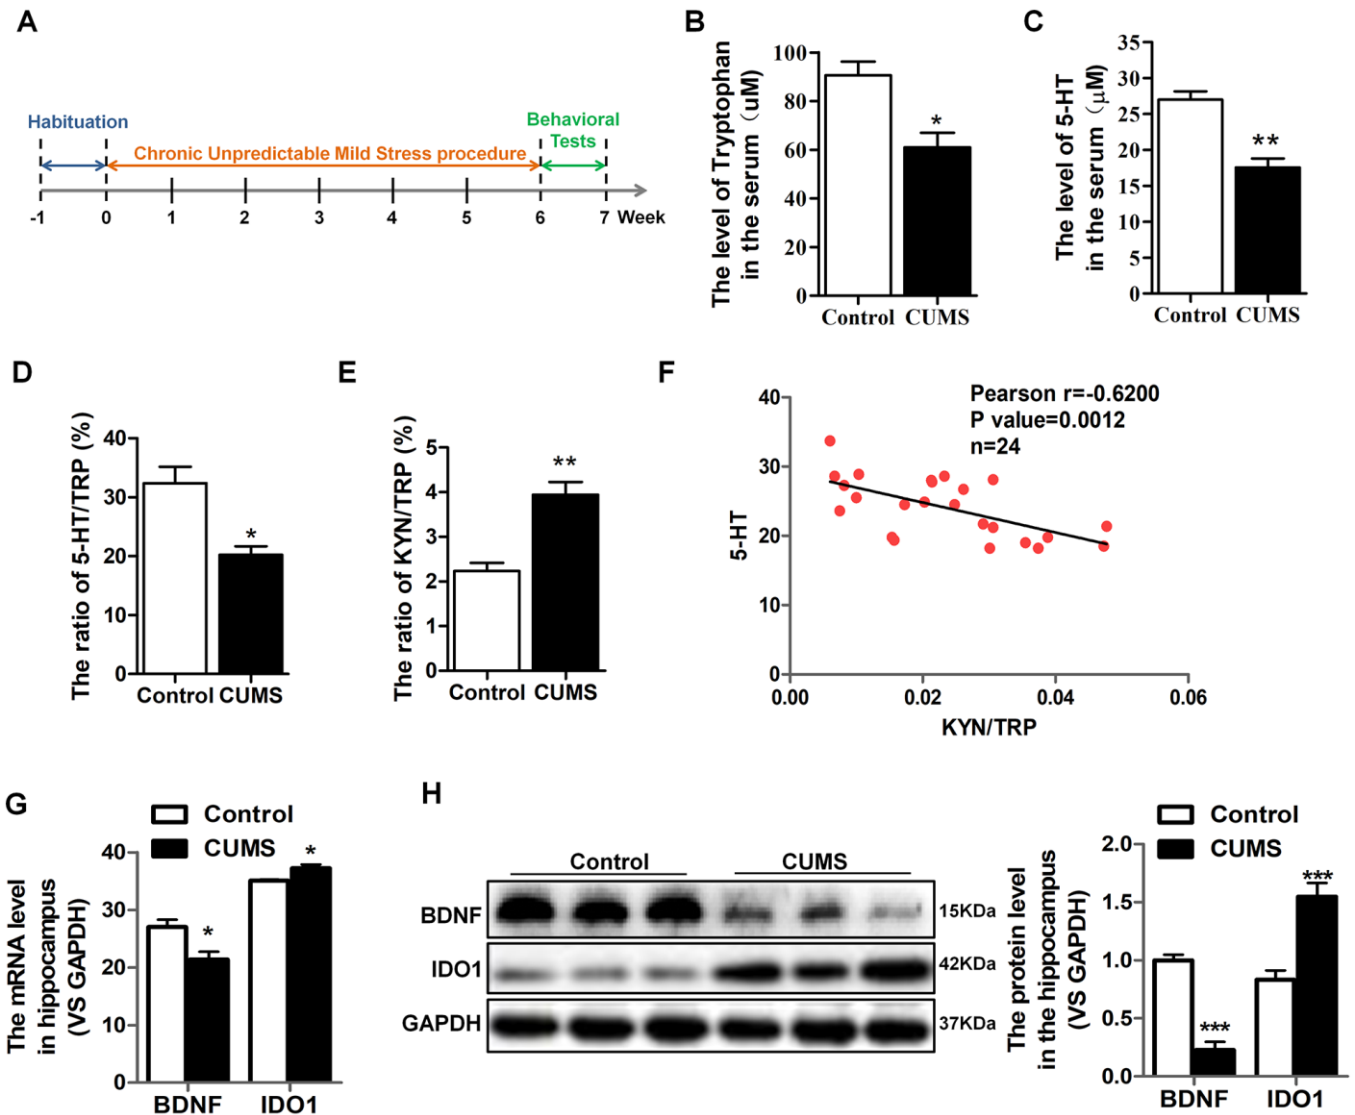 A
Habituation
Chronic Unpredictable Mild Stress procedure
Behavioral
Tests
-1 0 1 2 3 4 5 6 7 Week
B
The level of Tryptophan
in the serum（uM)
100
80
60
40
20
0
*
Control CUMS
C
The level of 5-HT
in the serum（μM)
35
30
25
20
15
10
5
0
**
Control CUMS
D
The ratio of 5-HT/TRP (%)
40
30
20
10
0
*
Control CUMS
E
The ratio of KYN/TRP (%)
5
4
3
2
1
0
**
Control CUMS
F
Pearson r=-0.6200
P value=0.0012
n=24
5-HT
40
30
20
10
0
0.00 0.02 0.04 0.06
KYN/TRP
G
Control
CUMS
The mRNA level
in hippocampus
(VS GAPDH)
40
30
20
10
0
*
*
BDNF IDO1
H
Control CUMS
BDNF 15KDa
IDO1 42KDa
GAPDH 37KDa
Control
CUMS
The protein level
in the hippocampus
(VS GAPDH)
2.0
1.5
1.0
0.5
0.0
***
***
BDNF IDO1